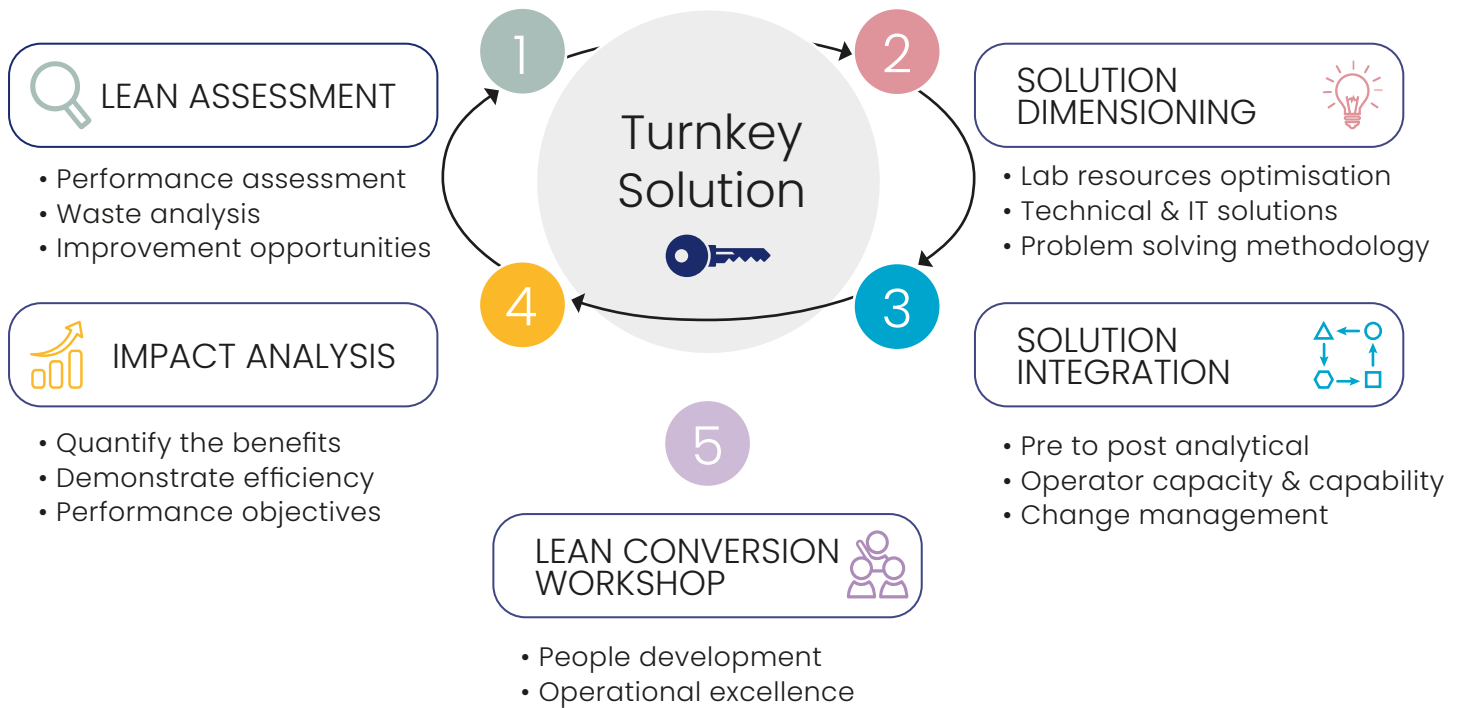 1
LEAN ASSESSMENT
• Performance assessment
• Waste analysis
• Improvement opportunities
Turnkey
Solution
2
SOLUTION
DIMENSIONING
• Lab resources optimisation
• Technical & IT solutions
• Problem solving methodology
3
SOLUTION
INTEGRATION
• Pre to post analytical
• Operator capacity & capability
• Change management
4
IMPACT ANALYSIS
• Quantify the benefits
• Demonstrate efficiency
• Performance objectives
5
LEAN CONVERSION
WORKSHOP
• People development
• Operational excellence